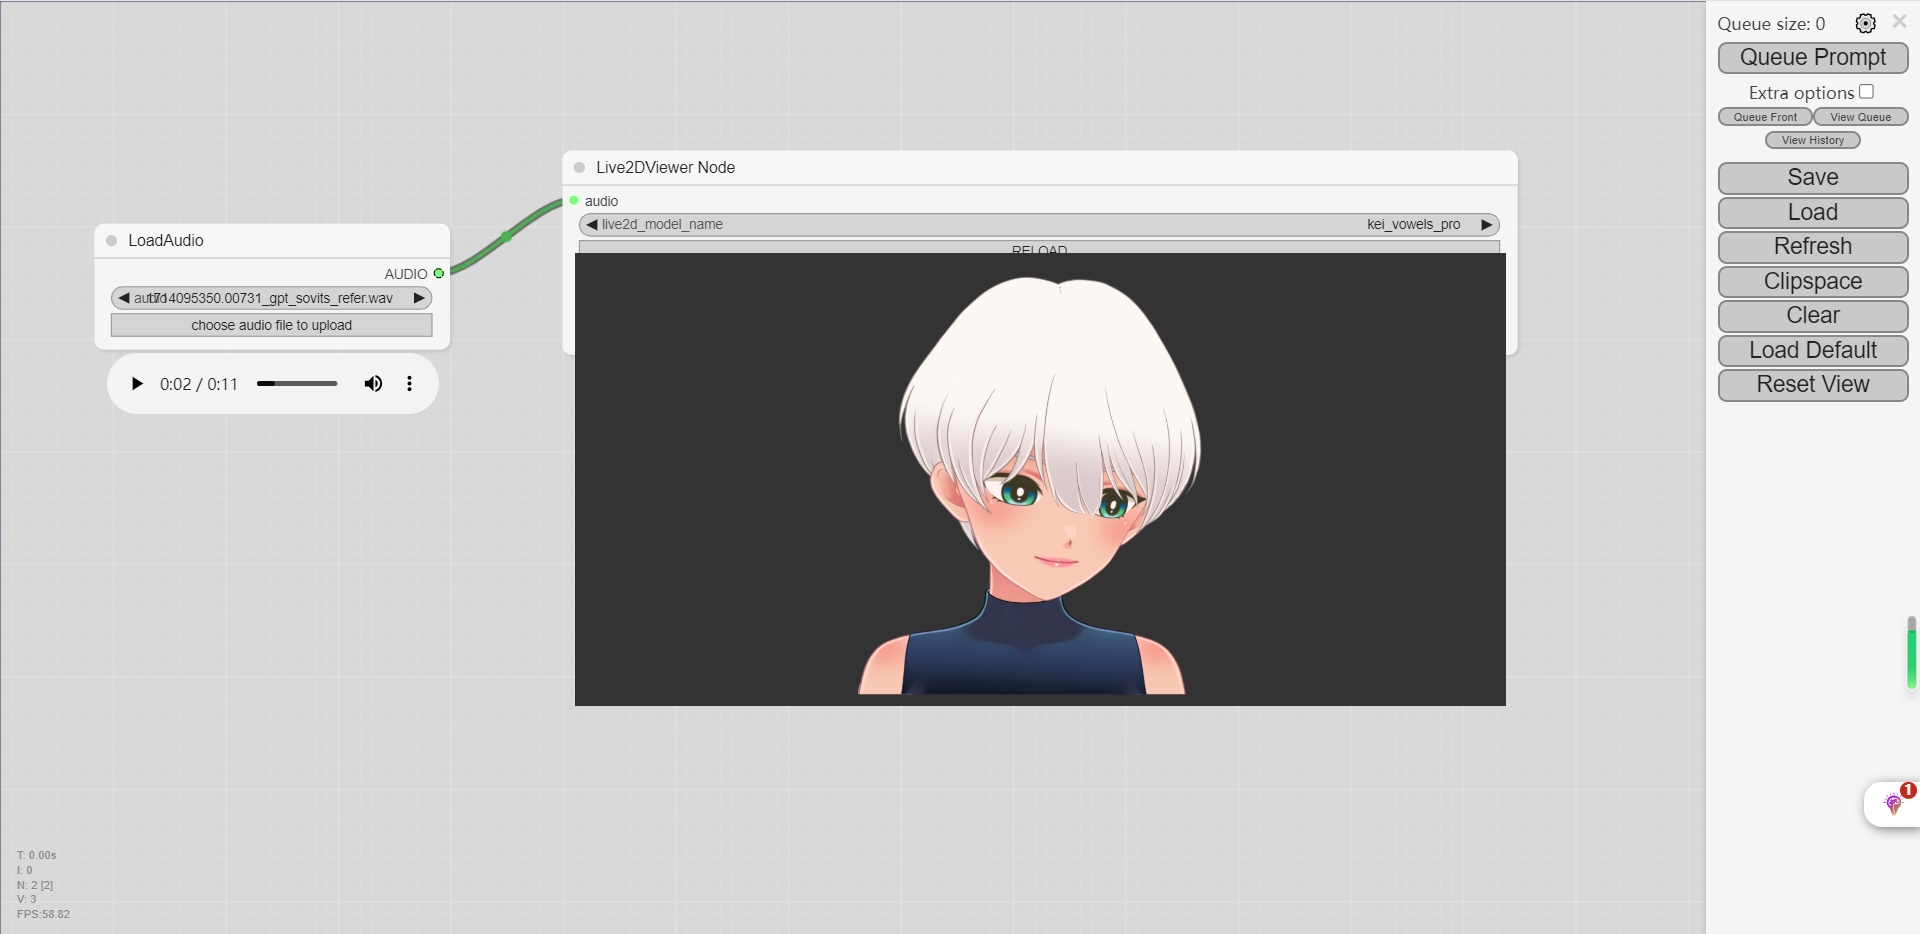 Queue size: 0
Queue Prompt
Extra options
Queue Front
View Queue
View History
Save
Load
Refresh
Clipspace
Clear
Load Default
Reset View
Live2DViewer Node
audio
live2d_model_name
kei_vowels_pro
RELOAD
LoadAudio
AUDIO
audio
1714095350.00731_gpt_sovits_refer.wav
choose audio file to upload
0:02 / 0:11
1
T: 0.00s
I: 0
N: 2 [2]
V: 3
FPS:58.82